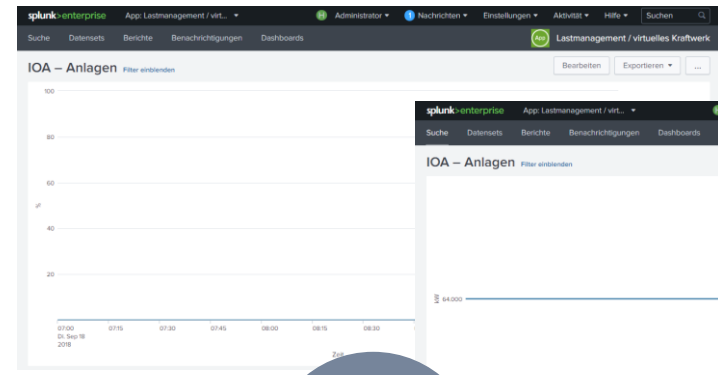 splunk>enterprise App: Lastmanagement / virt... Administrator Nachrichten Einstellungen Aktivität Hilfe Suchen
Suche Datensets Berichte Benachrichtigungen Dashboards App Lastmanagement / virtuelles Kraftwerk
IOA – Anlagen Filter einblenden Bearbeiten Exportieren ...
100
80
60
%
40
20
07:00 07:15 07:30 07:45 08:00 08:15 08:30
Di. Sep 18
2018
Zeit
splunk>enterprise App: Lastmanagement / virt...
Suche Datensets Berichte Benachrichtigungen Dashboards
IOA – Anlagen Filter einblenden
64.000